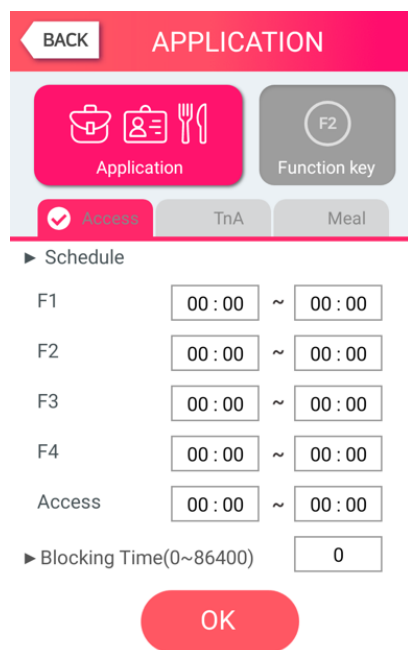 BACK APPLICATION
F2
Application Function key
Access TnA Meal
► Schedule
F1 00 : 00 ~ 00 : 00
F2 00 : 00 ~ 00 : 00
F3 00 : 00 ~ 00 : 00
F4 00 : 00 ~ 00 : 00
Access 00 : 00 ~ 00 : 00
► Blocking Time(0~86400) 0
OK